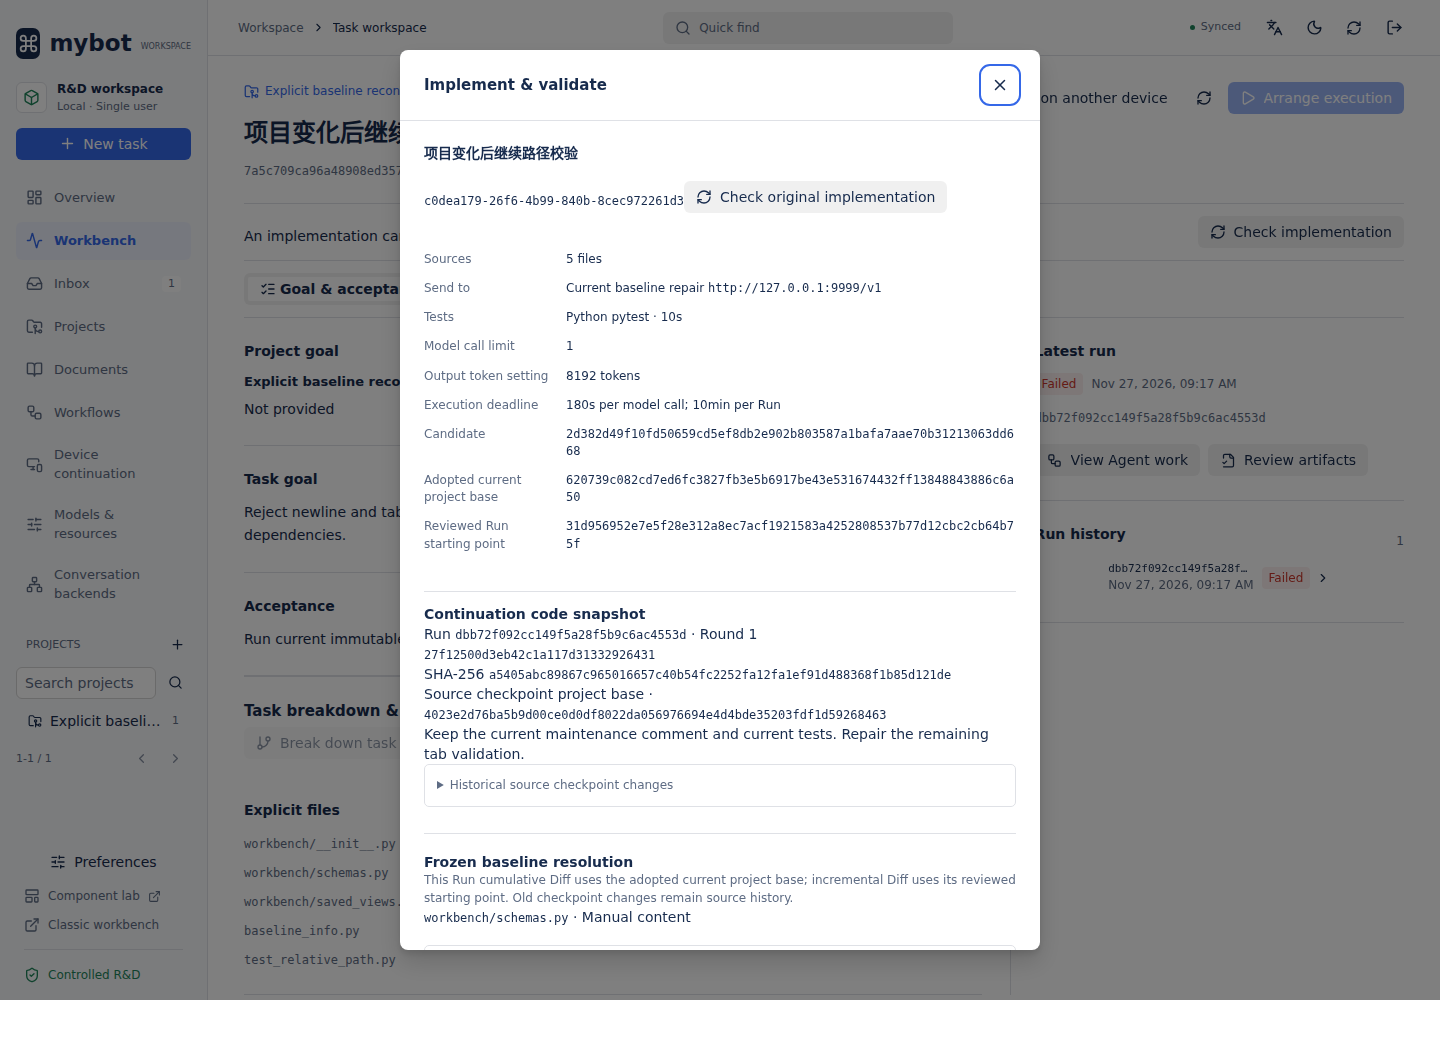 mybot WORKSPACE
R&D workspace
Local · Single user
New task
Overview
Workbench
Inbox 1
Projects
Documents
Workflows
Device
continuation
Models &
resources
Conversation
backends
PROJECTS
Search projects
Explicit baseli... 1
1-1 / 1
Preferences
Component lab
Classic workbench
Controlled R&D
Workspace > Task workspace
Quick find
Synced
Explicit baseline recon
项目变化后继续
7a5c709ca96a48908ed357
on another device
Arrange execution
An implementation ca
Check implementation
Goal & accepta
Project goal
Explicit baseline reco
Not provided
Task goal
Reject newline and tab
dependencies.
Acceptance
Run current immutable
Task breakdown &
Break down task
Explicit files
workbench/__init__.py
workbench/schemas.py
workbench/saved_views.
baseline_info.py
test_relative_path.py
Implement & validate
项目变化后继续路径校验
c0dea179-26f6-4b99-840b-8cec972261d3
Check original implementation
Sources 5 files
Send to Current baseline repair http://127.0.0.1:9999/v1
Tests Python pytest · 10s
Model call limit 1
Output token setting 8192 tokens
Execution deadline 180s per model call; 10min per Run
Candidate 2d382d49f10fd50659cd5ef8db2e902b803587a1bafa7aae70b31213063dd6
68
Adopted current
project base
620739c082cd7ed6fc3827fb3e5b6917be43e531674432ff13848843886c6a
50
Reviewed Run
starting point
31d956952e7e5f28e312a8ec7acf1921583a4252808537b77d12cbc2cb64b7
5f
Continuation code snapshot
Run dbb72f092cc149f5a28f5b9c6ac4553d · Round 1
27f12500d3eb42c1a117d31332926431
SHA-256 a5405abc89867c965016657c40b54fc2252fa12fa1ef91d488368f1b85d121de
Source checkpoint project base ·
4023e2d76ba5b9d00ce0d0df8022da056976694e4d4bde35203fdf1d59268463
Keep the current maintenance comment and current tests. Repair the remaining
tab validation.
Historical source checkpoint changes
Frozen baseline resolution
This Run cumulative Diff uses the adopted current project base; incremental Diff uses its reviewed
starting point. Old checkpoint changes remain source history.
workbench/schemas.py · Manual content
Latest run
Failed Nov 27, 2026, 09:17 AM
dbb72f092cc149f5a28f5b9c6ac4553d
View Agent work
Review artifacts
Run history 1
dbb72f092cc149f5a28f…
Nov 27, 2026, 09:17 AM Failed